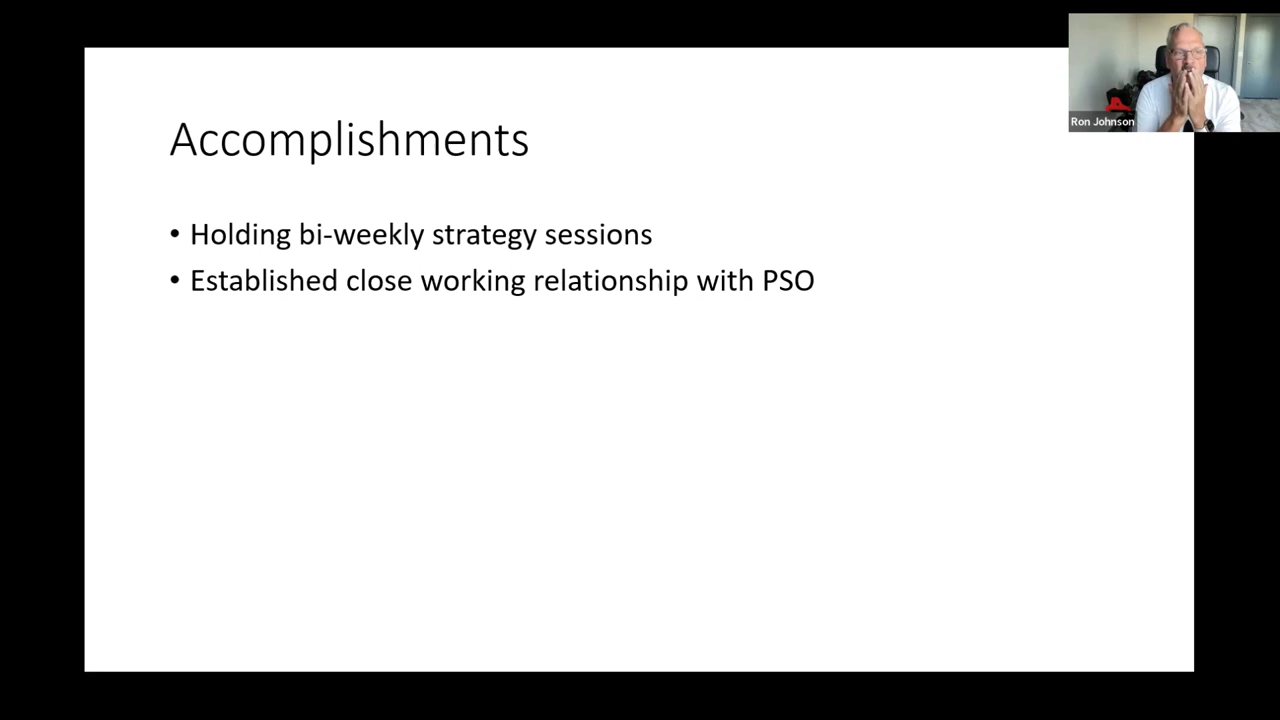 Accomplishments
• Holding bi-weekly strategy sessions
• Established close working relationship with PSO
Ron Johnson